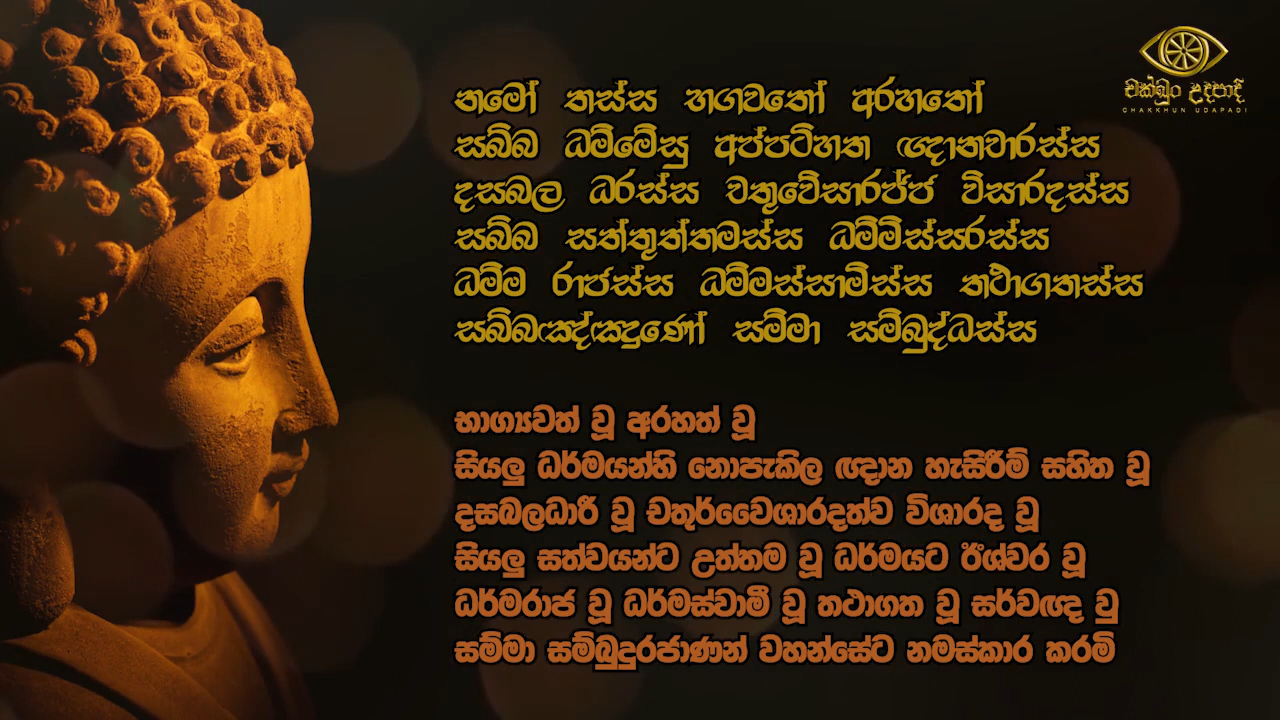 නමෝ තස්ස භගවතෝ අරහතෝ
සබ්බ ධම්මේසු අප්පටිහත ඥානචාරස්ස
දසබල ධරස්ස චතුවේසාරජ්ජ විසාරදස්ස
සබ්බ සත්තුත්තමස්ස ධම්මිස්සරස්ස
ධම්ම රාජස්ස ධම්මස්සාමිස්ස තථාගතස්ස
සබ්බඤ්ඤුණෝ සම්මා සම්බුද්ධස්ස
භාග්‍යවත් වූ අරහත් වූ
සියලු ධර්මයන්හි නොපැකිල ඥාන හැසිරීම් සහිත වූ
දසබලධාරී වූ චතුර්වෛශාරදත්ව විශාරද වූ
සියලු සත්වයන්ට උත්තම වූ ධර්මයට ඊශ්වර වූ
ධර්මරාජ වූ ධර්මස්වාමී වූ තථාගත වූ සර්වඥ වු
සම්මා සම්බුදුරජාණන් වහන්සේට නමස්කාර කරමි
චක්ඛුං උදපාදි
CHAKKHUN UDAPADI